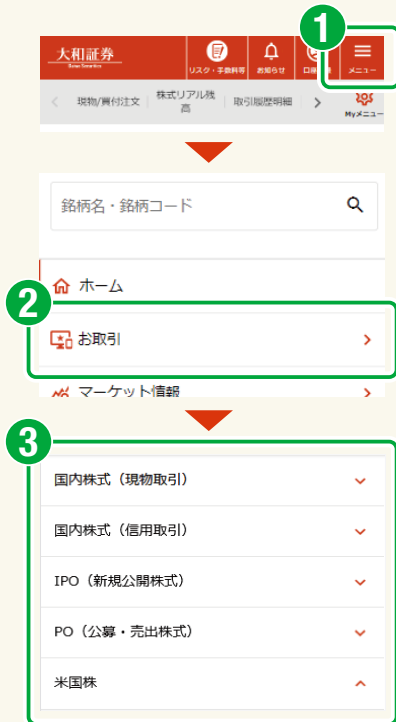 1
大和証券
Daiwa Securities
リスク・手数料等
お知らせ
メニュー
現物/買付注文
株式リアル残
高
取引履歴明細
Myメニュー
銘柄名・銘柄コード
ホーム
2
お取引
マーケット情報
3
国内株式（現物取引）
国内株式（信用取引）
IPO（新規公開株式）
PO（公募・売出株式）
米国株